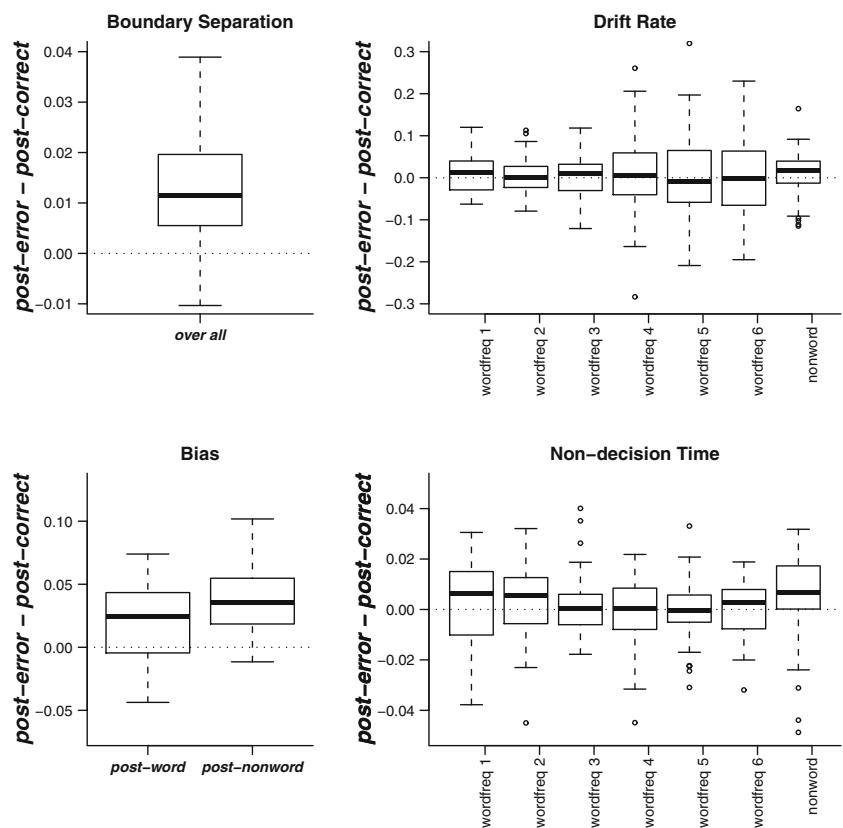 Boundary Separation
post−error − post−correct
0.04
0.03
0.02
0.01
0.00
−0.01
over all
Drift Rate
post−error − post−correct
0.3
0.2
0.1
0.0
−0.1
−0.2
−0.3
wordfreq 1
wordfreq 2
wordfreq 3
wordfreq 4
wordfreq 5
wordfreq 6
nonword
Bias
post−error − post−correct
0.10
0.05
0.00
−0.05
post−word
post−nonword
Non−decision Time
post−error − post−correct
0.04
0.02
0.00
−0.02
−0.04
wordfreq 1
wordfreq 2
wordfreq 3
wordfreq 4
wordfreq 5
wordfreq 6
nonword